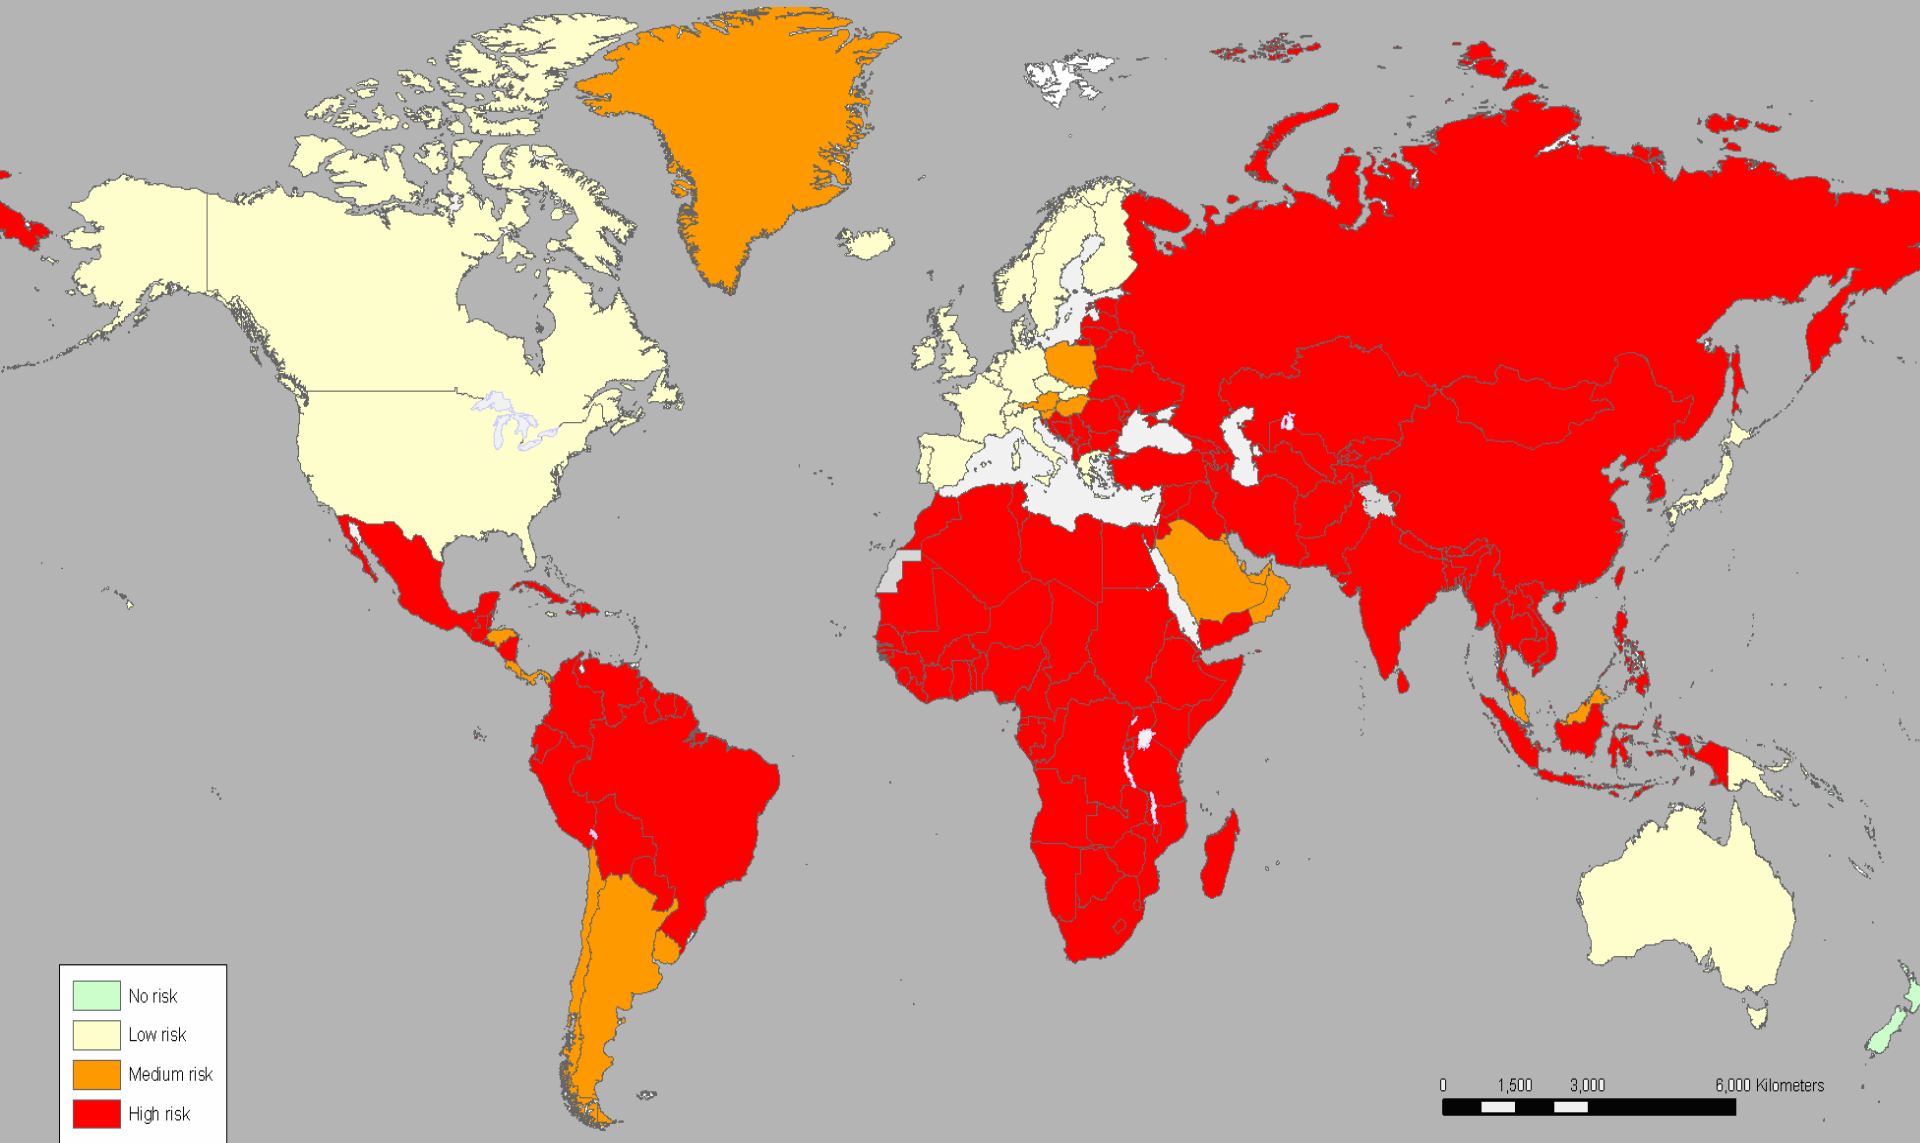 No risk
Low risk
Medium risk
High risk
0 1,500 3,000 6,000 Kilometers